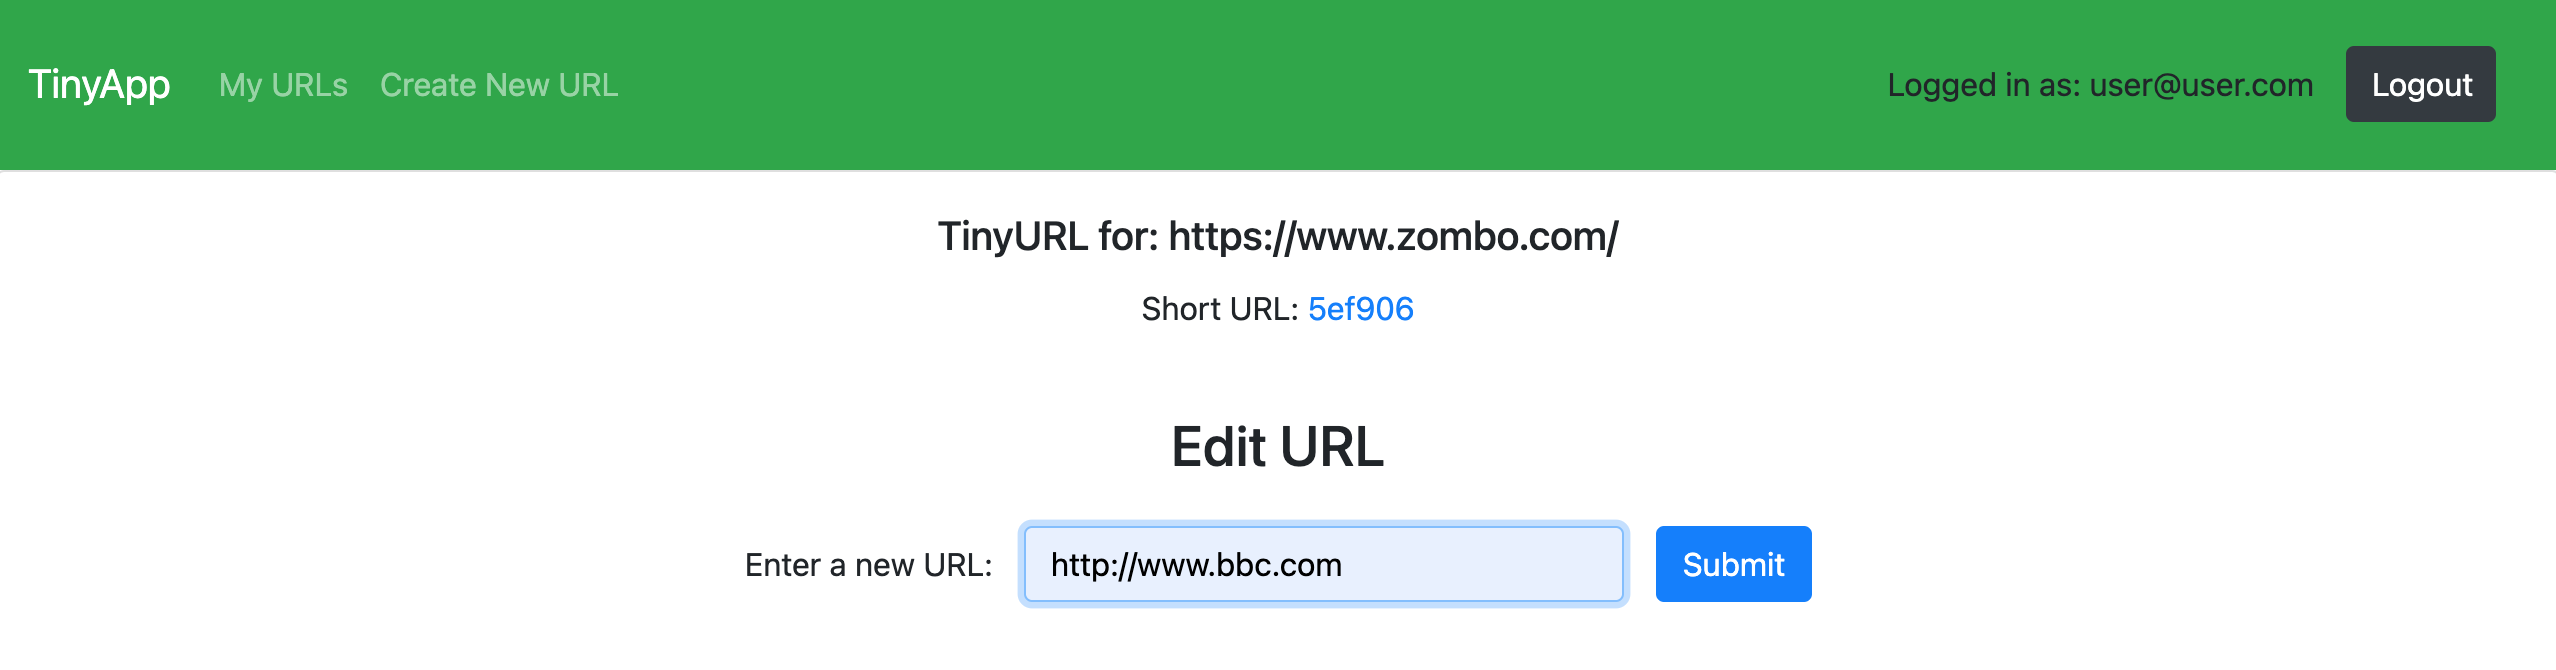 TinyApp My URLs Create New URL Logged in as: user@user.com Logout
TinyURL for: https://www.zombo.com/
Short URL: 5ef906
Edit URL
Enter a new URL: http://www.bbc.com Submit